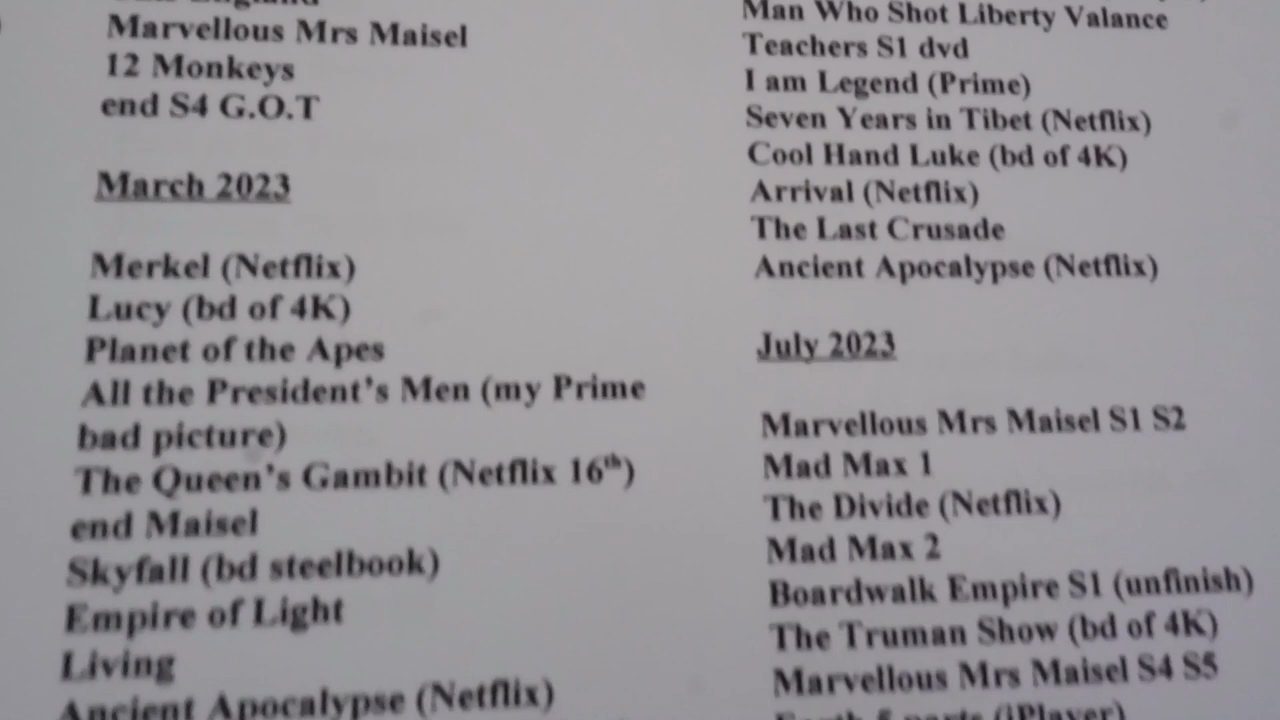 England
Marvellous Mrs Maisel
12 Monkeys
end S4 G.O.T
March 2023
Merkel (Netflix)
Lucy (bd of 4K)
Planet of the Apes
All the President's Men (my Prime
bad picture)
The Queen's Gambit (Netflix 16th)
end Maisel
Skyfall (bd steelbook)
Empire of Light
Living
Ancient Apocalypse (Netflix)
Man Who Shot Liberty Valance
Teachers S1 dvd
I am Legend (Prime)
Seven Years in Tibet (Netflix)
Cool Hand Luke (bd of 4K)
Arrival (Netflix)
The Last Crusade
Ancient Apocalypse (Netflix)
July 2023
Marvellous Mrs Maisel S1 S2
Mad Max 1
The Divide (Netflix)
Mad Max 2
Boardwalk Empire S1 (unfinish)
The Truman Show (bd of 4K)
Marvellous Mrs Maisel S4 S5
Earth 5 parts (iPlayer)